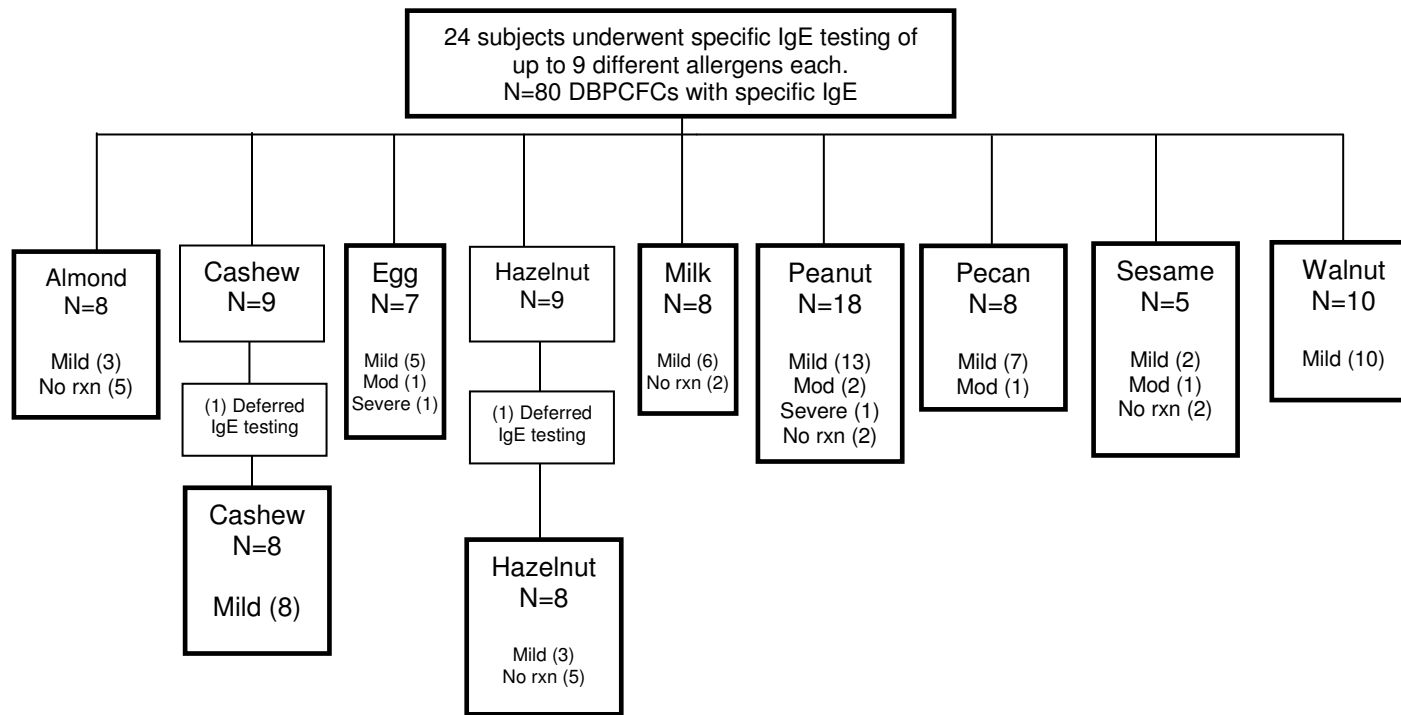 24 subjects underwent specific IgE testing of
up to 9 different allergens each.
N=80 DBPCFCs with specific IgE
Almond
N=8
Mild (3)
No rxn (5)
Cashew
N=9
(1) Deferred
IgE testing
Cashew
N=8
Mild (8)
Egg
N=7
Mild (5)
Mod (1)
Severe (1)
Hazelnut
N=9
(1) Deferred
IgE testing
Hazelnut
N=8
Mild (3)
No rxn (5)
Milk
N=8
Mild (6)
No rxn (2)
Peanut
N=18
Mild (13)
Mod (2)
Severe (1)
No rxn (2)
Pecan
N=8
Mild (7)
Mod (1)
Sesame
N=5
Mild (2)
Mod (1)
No rxn (2)
Walnut
N=10
Mild (10)